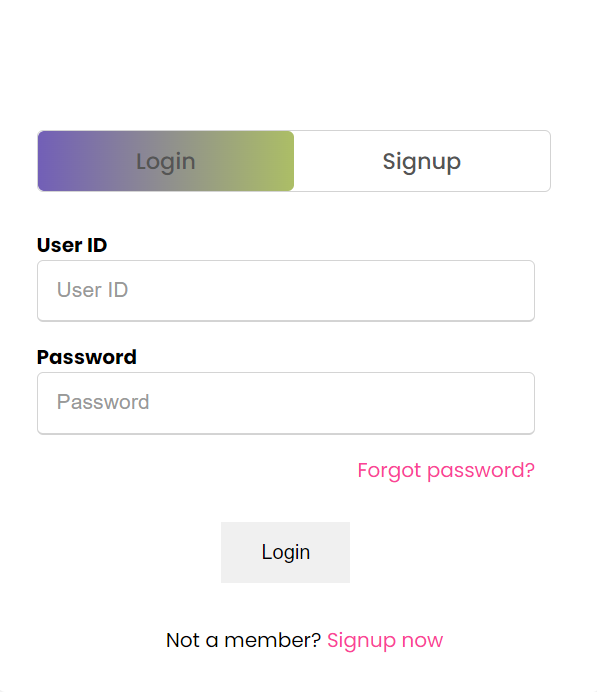 Login Signup
User ID
User ID
Password
Password
Forgot password?
Login
Not a member? Signup now